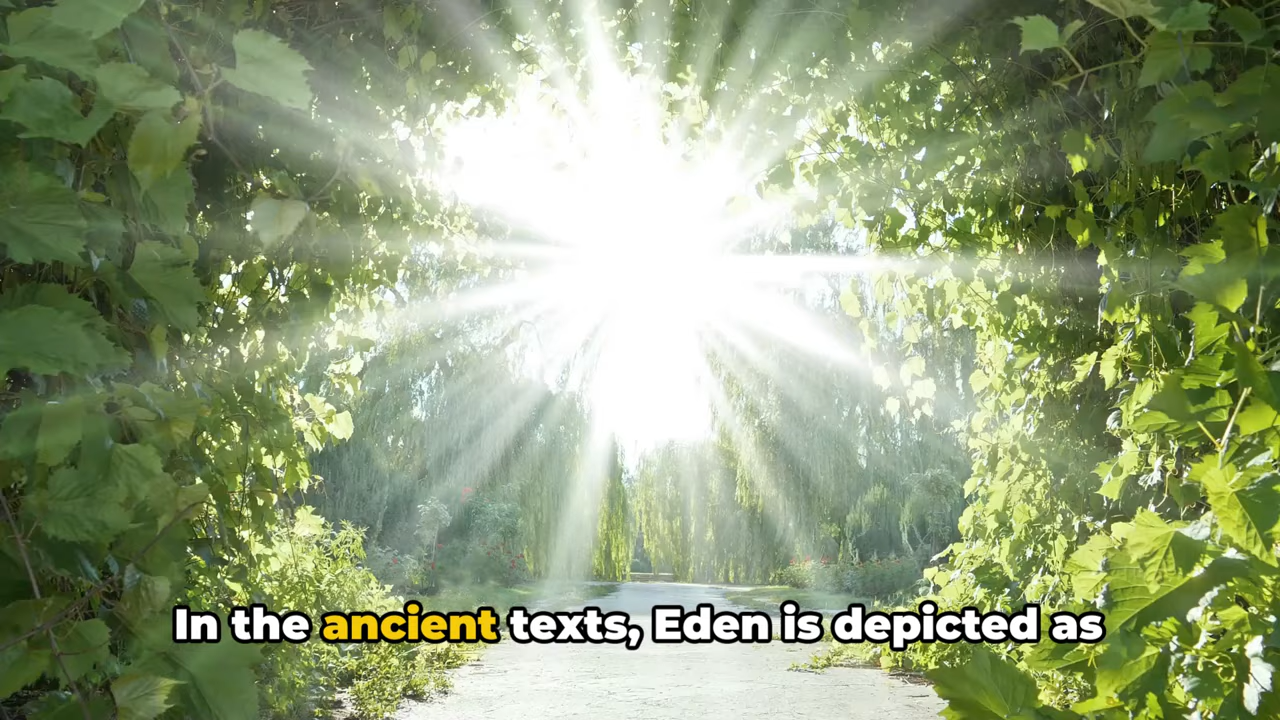 In the ancient texts, Eden is depicted as